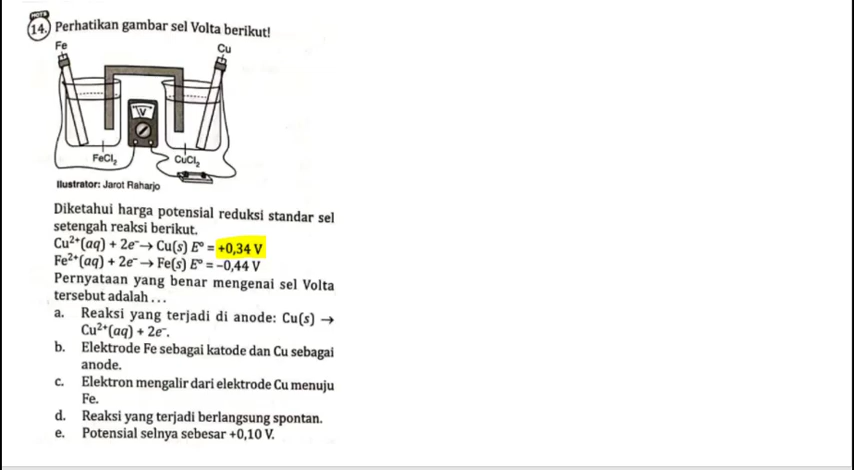 HOTS
14. Perhatikan gambar sel Volta berikut!
Fe
Cu
V
FeCl₂
CuCl₂
Ilustrator: Jarot Raharjo
Diketahui harga potensial reduksi standar sel
setengah reaksi berikut.
Cu²⁺(aq) + 2e⁻ → Cu(s) E° = +0,34 V
Fe²⁺(aq) + 2e⁻ → Fe(s) E° = −0,44 V
Pernyataan yang benar mengenai sel Volta
tersebut adalah . . .
a. Reaksi yang terjadi di anode: Cu(s) →
Cu²⁺(aq) + 2e⁻.
b. Elektrode Fe sebagai katode dan Cu sebagai
anode.
c. Elektron mengalir dari elektrode Cu menuju
Fe.
d. Reaksi yang terjadi berlangsung spontan.
e. Potensial selnya sebesar +0,10 V.